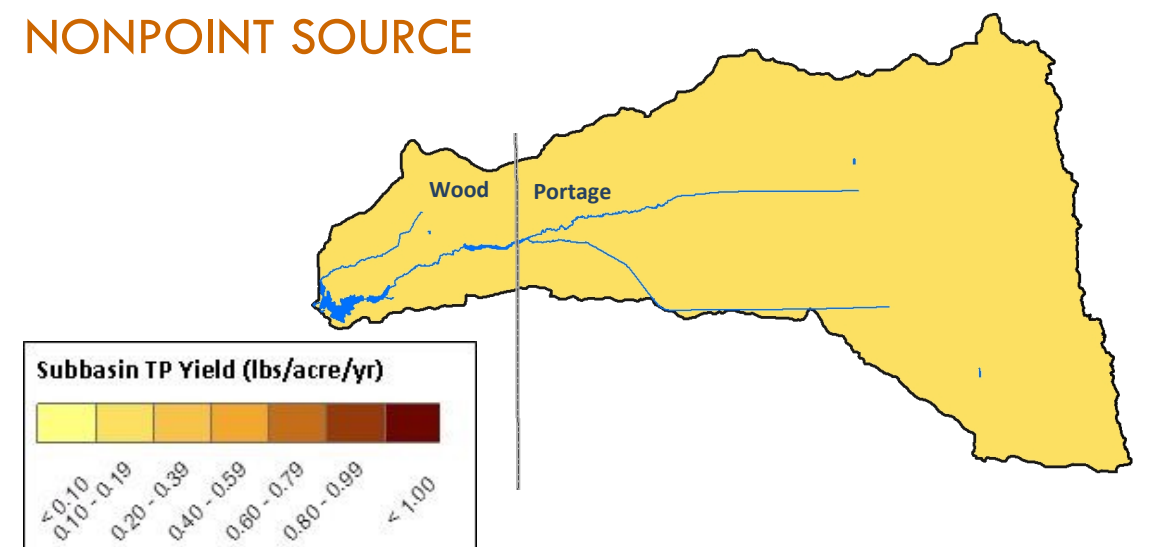 NONPOINT SOURCE
Wood
Portage
Subbasin TP Yield (lbs/acre/yr)
< 0.10
0.10 - 0.19
0.20 - 0.39
0.40 - 0.59
0.60 - 0.79
0.80 - 0.99
< 1.00